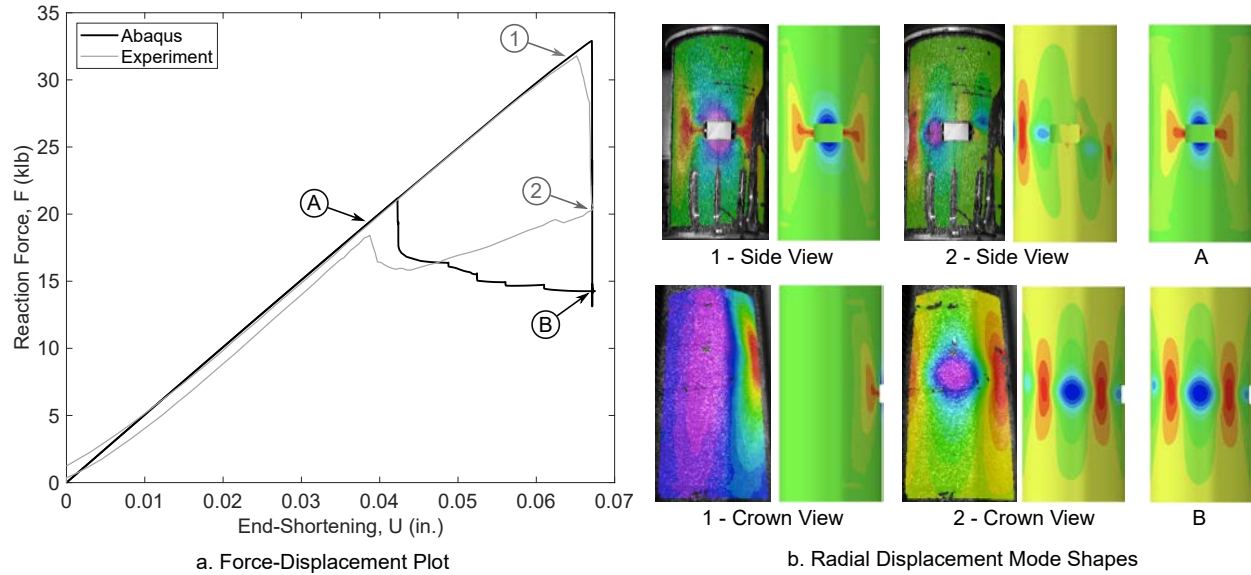 Abaqus
Experiment
1
A
2
B
35
30
25
20
15
10
5
0
Reaction Force, F (klb)
0 0.01 0.02 0.03 0.04 0.05 0.06 0.07
End-Shortening, U (in.)
a. Force-Displacement Plot
1 - Side View 2 - Side View A
1 - Crown View 2 - Crown View B
b. Radial Displacement Mode Shapes